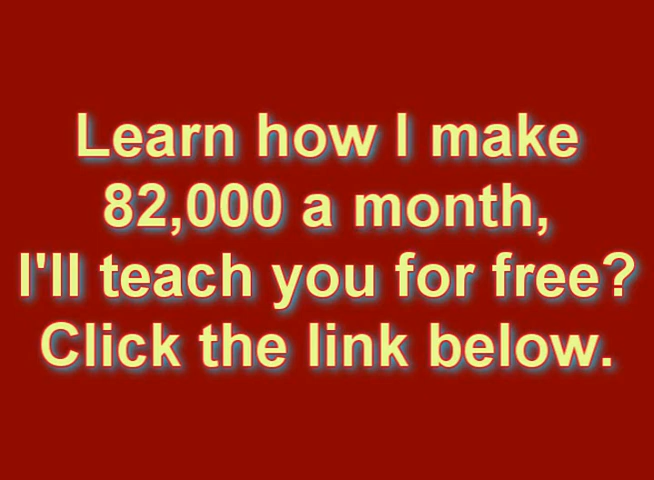 Learn how I make
82,000 a month,
I'll teach you for free?
Click the link below.